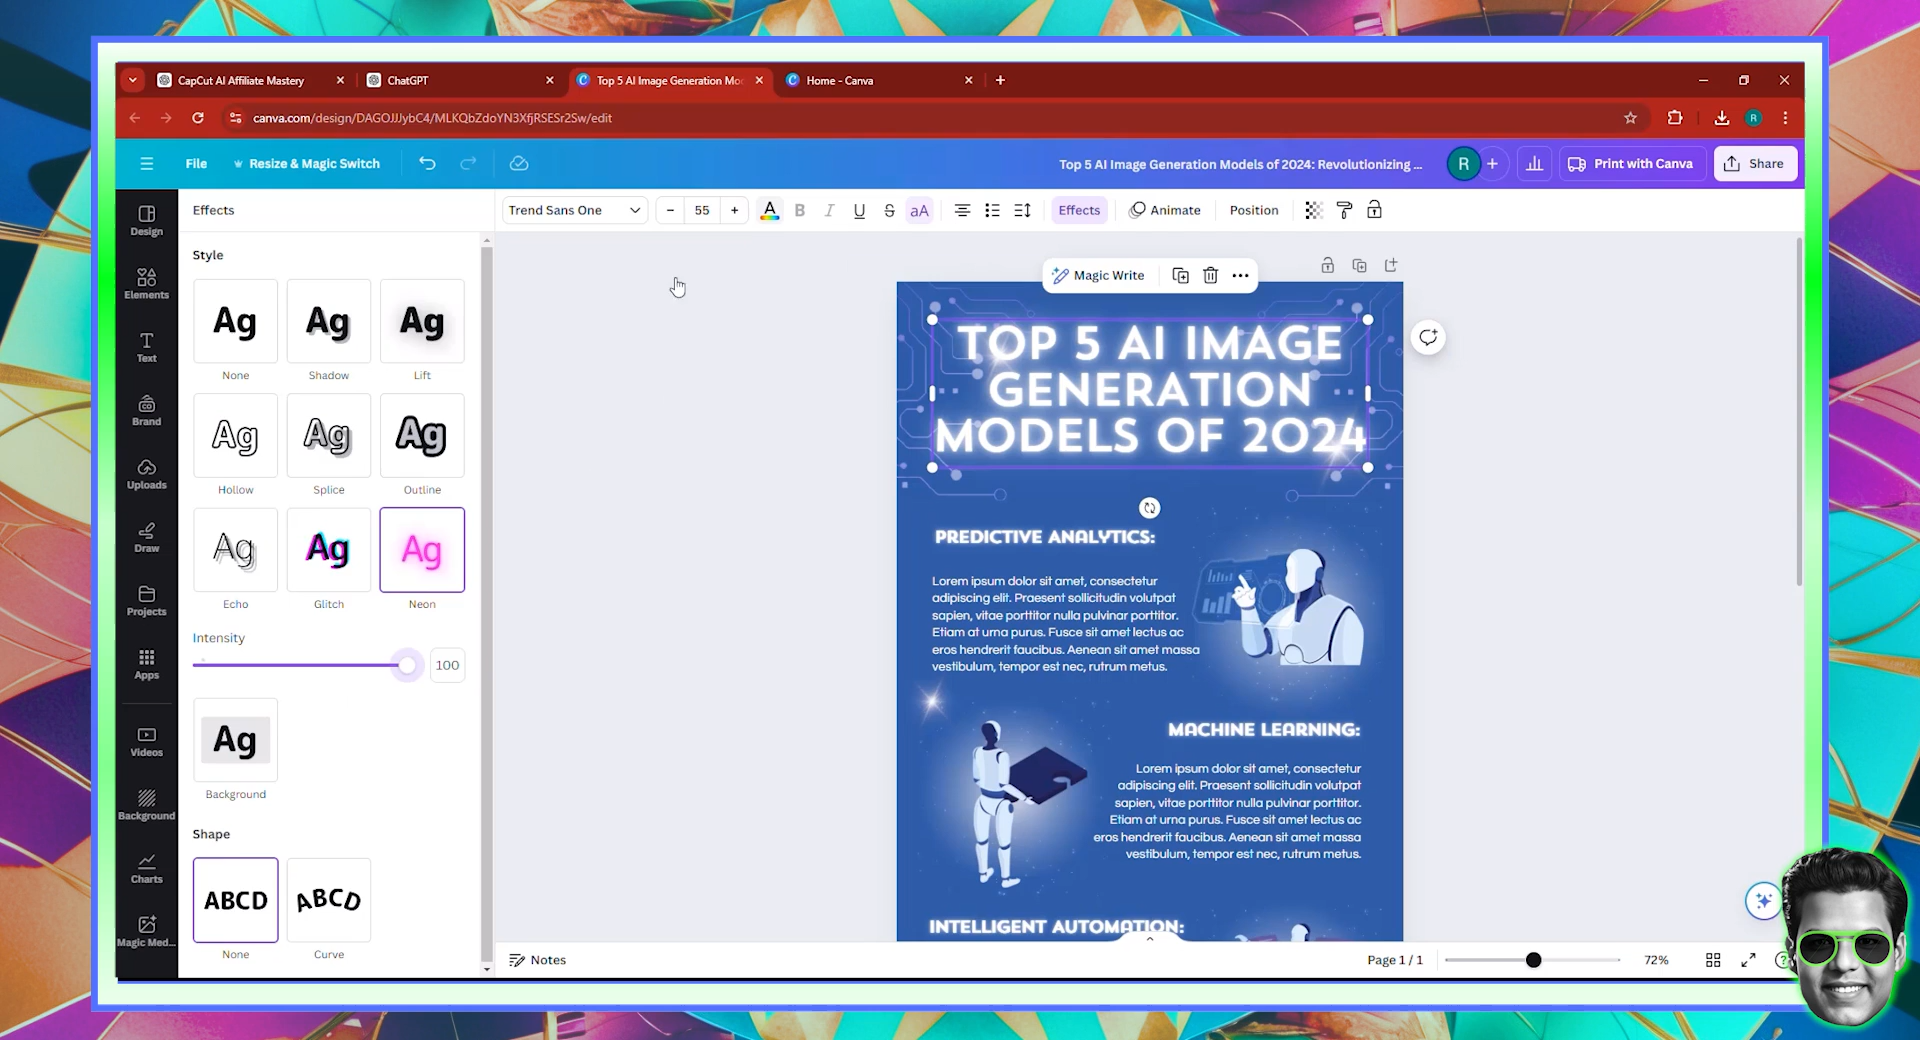 CapCut AI Affiliate Mastery
ChatGPT
Top 5 AI Image Generation Mo
Home - Canva
canva.com/design/DAGOJJJybC4/MLKQbZdoYN3XfjRSESr2Sw/edit
R
File
Resize & Magic Switch
Top 5 AI Image Generation Models of 2024: Revolutionizing ...
R
Print with Canva
Share
Design
Elements
Text
Brand
Uploads
Draw
Projects
Apps
Videos
Background
Charts
Magic Med...
Effects
Trend Sans One
55
A
B
I
U
S
aA
Effects
Animate
Position
Style
Ag
Ag
Ag
None
Shadow
Lift
Ag
Ag
Ag
Hollow
Splice
Outline
Ag
Ag
Ag
Echo
Glitch
Neon
Intensity
100
Ag
Background
Shape
ABCD
ABCD
None
Curve
Magic Write
TOP 5 AI IMAGE
GENERATION
MODELS OF 2024
PREDICTIVE ANALYTICS:
Lorem ipsum dolor sit amet, consectetur
adipiscing elit. Praesent sollicitudin volutpat
sapien, vitae porttitor nulla pulvinar porttitor.
Etiam at urna purus. Fusce sit amet lectus ac
eros hendrerit faucibus. Aenean sit amet massa
vestibulum, tempor est nec, rutrum metus.
MACHINE LEARNING:
Lorem ipsum dolor sit amet, consectetur
adipiscing elit. Praesent sollicitudin volutpat
sapien, vitae porttitor nulla pulvinar porttitor.
Etiam at urna purus. Fusce sit amet lectus ac
eros hendrerit faucibus. Aenean sit amet massa
vestibulum, tempor est nec, rutrum metus.
INTELLIGENT AUTOMATION:
Notes
Page 1 / 1
72%